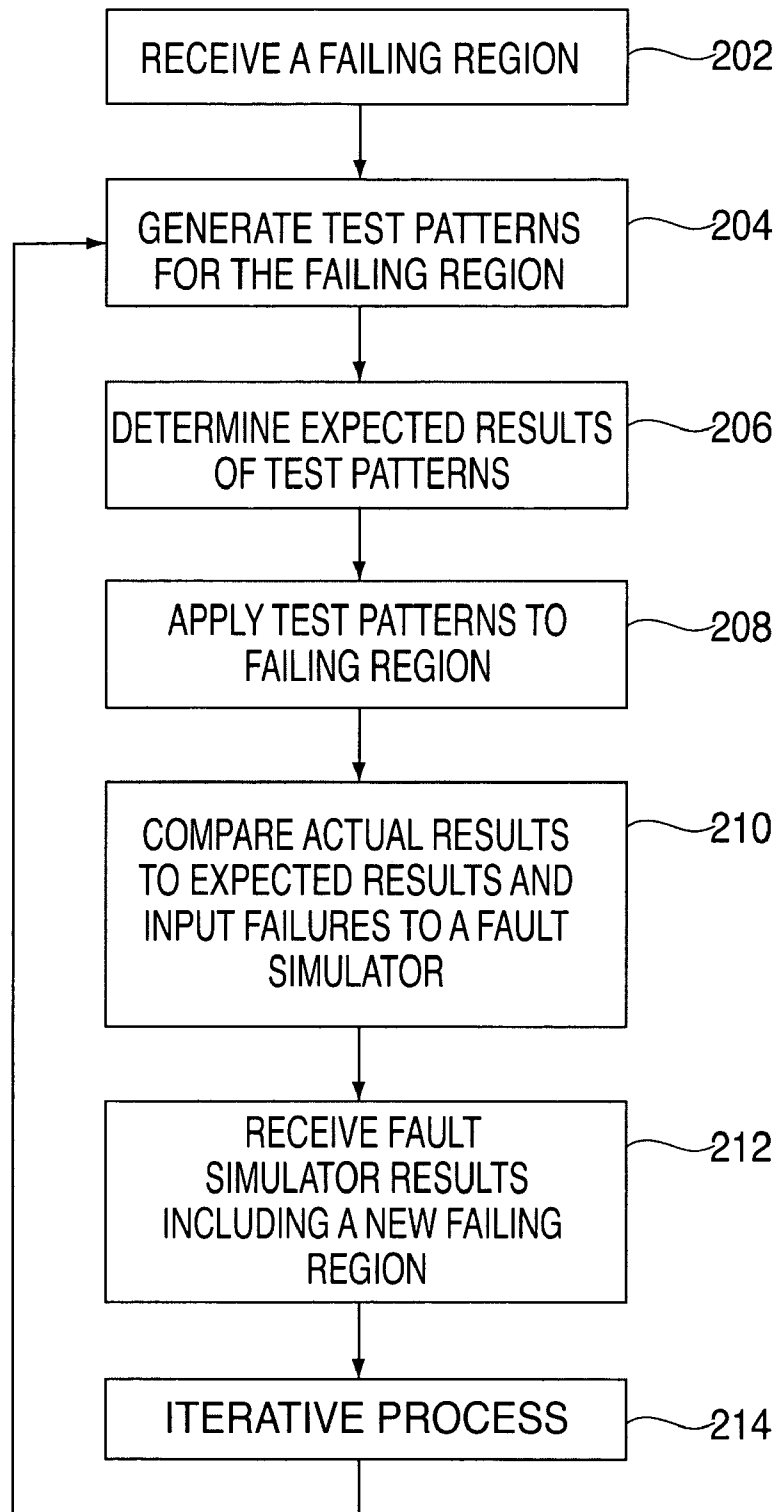 RECEIVE A FAILING REGION
202
GENERATE TEST PATTERNS
FOR THE FAILING REGION
204
DETERMINE EXPECTED RESULTS
OF TEST PATTERNS
206
APPLY TEST PATTERNS TO
FAILING REGION
208
COMPARE ACTUAL RESULTS
TO EXPECTED RESULTS AND
INPUT FAILURES TO A FAULT
SIMULATOR
210
RECEIVE FAULT
SIMULATOR RESULTS
INCLUDING A NEW FAILING
REGION
212
ITERATIVE PROCESS
214